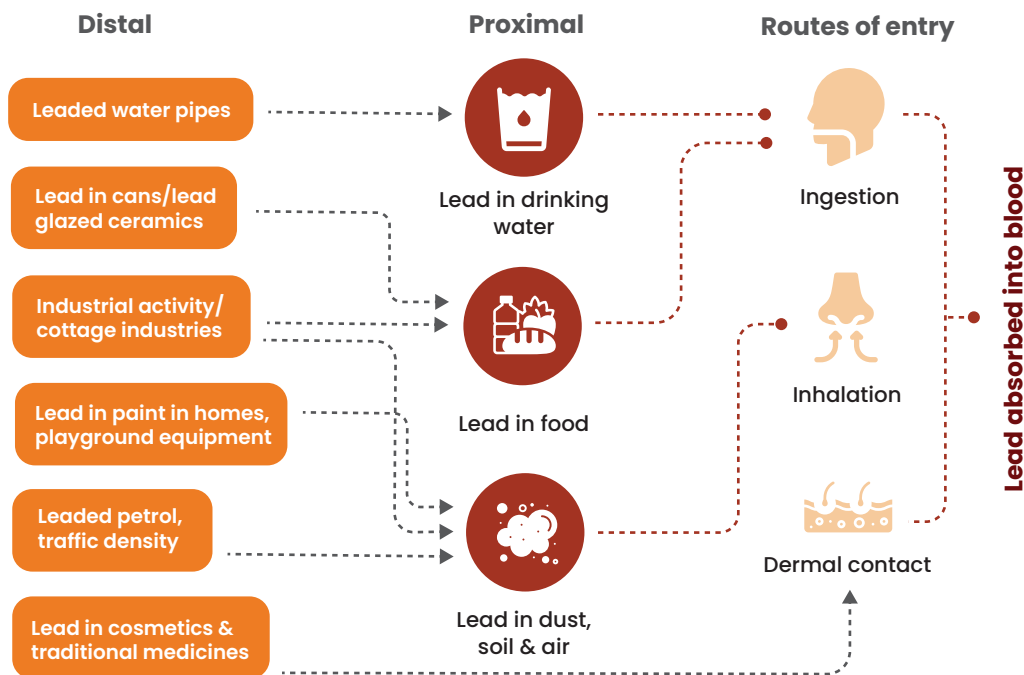 Distal
Proximal
Routes of entry
Leaded water pipes
Lead in cans/lead
glazed ceramics
Industrial activity/
cottage industries
Lead in paint in homes,
playground equipment
Leaded petrol,
traffic density
Lead in cosmetics &
traditional medicines
Lead in drinking
water
Lead in food
Lead in dust,
soil & air
Ingestion
Inhalation
Dermal contact
Lead absorbed into blood